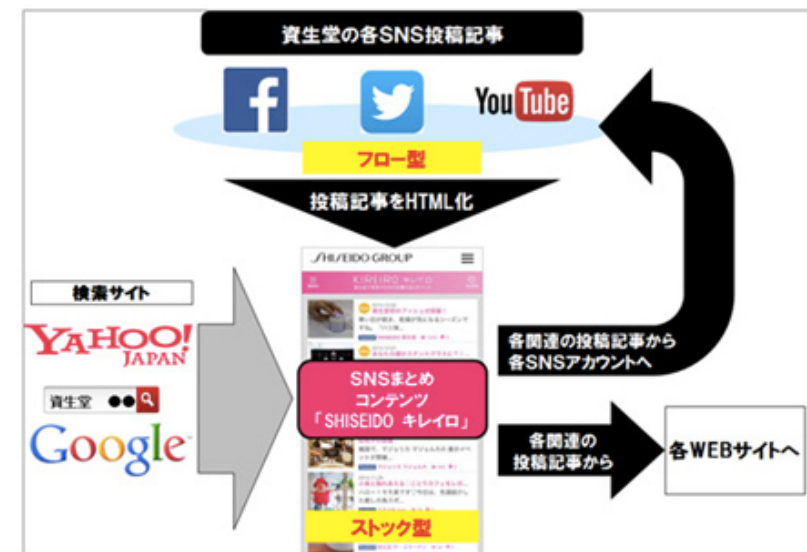 資生堂の各SNS投稿記事
f
YouTube
フロー型
投稿記事をHTML化
SHISEIDO GROUP
KIREIRO キレイロ
検索サイト
YAHOO!
JAPAN
資生堂 ●●
Google
SNSまとめ
コンテンツ
「SHISEIDO キレイロ」
各関連の投稿記事から
各SNSアカウントへ
各関連の
投稿記事から
各WEBサイトへ
ストック型